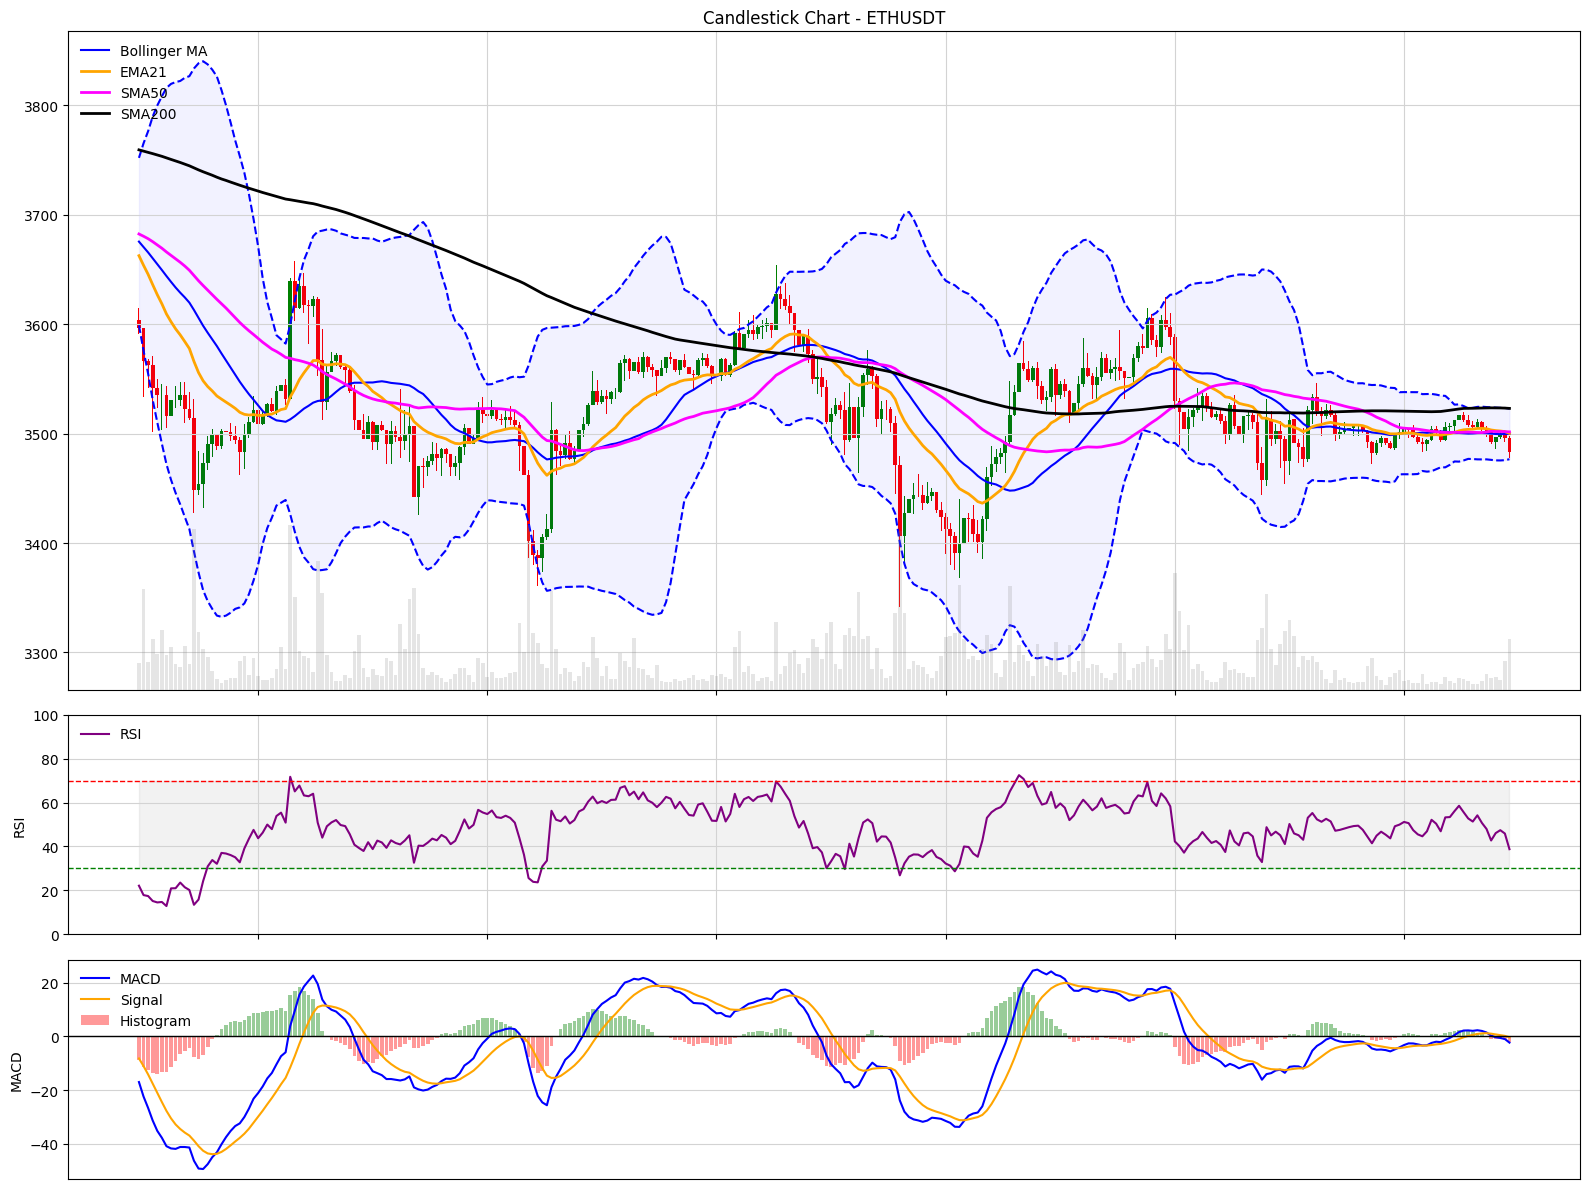 Candlestick Chart - ETHUSDT
Bollinger MA
EMA21
SMA50
SMA200
3800
3700
3600
3500
3400
3300
RSI
100
80
60
40
20
0
RSI
MACD
Signal
Histogram
20
0
−20
−40
MACD